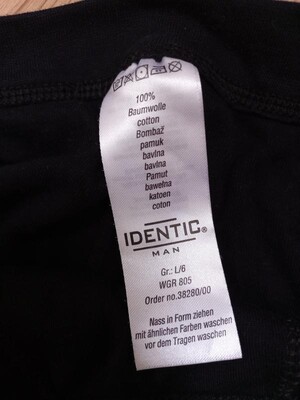 100%
Baumwolle
cotton
Bombaž
pamuk
bavlna
bavlna
Pamut
bawełna
katoen
coton
IDENTIC®
MAN
Gr.: L/6
WGR 805
Order no.38280/00
Nass in Form ziehen
mit ähnlichen Farben waschen
vor dem Tragen waschen